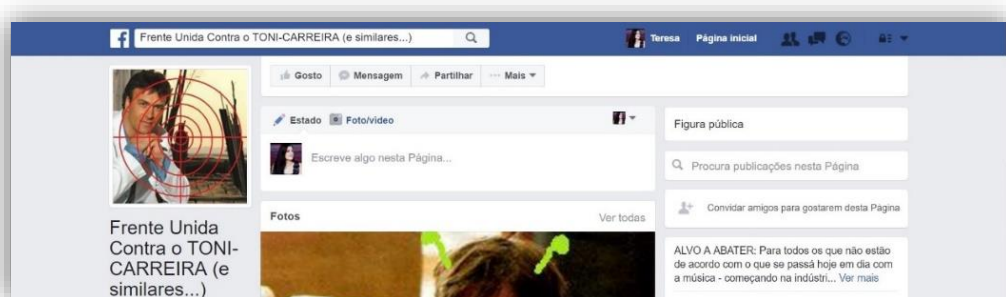 Frente Unida Contra o TONI-CARREIRA (e similares...)
Teresa
Página inicial
Gosto
Mensagem
Partilhar
Mais
Estado
Foto/vídeo
Escreve algo nesta Página...
Fotos
Ver todas
Frente Unida
Contra o TONI-
CARREIRA (e
similares...)
Figura pública
Procura publicações nesta Página
Convidar amigos para gostarem desta Página
ALVO A ABATER: Para todos os que não estão
de acordo com o que se passá hoje em dia com
a música - começando na indústri... Ver mais